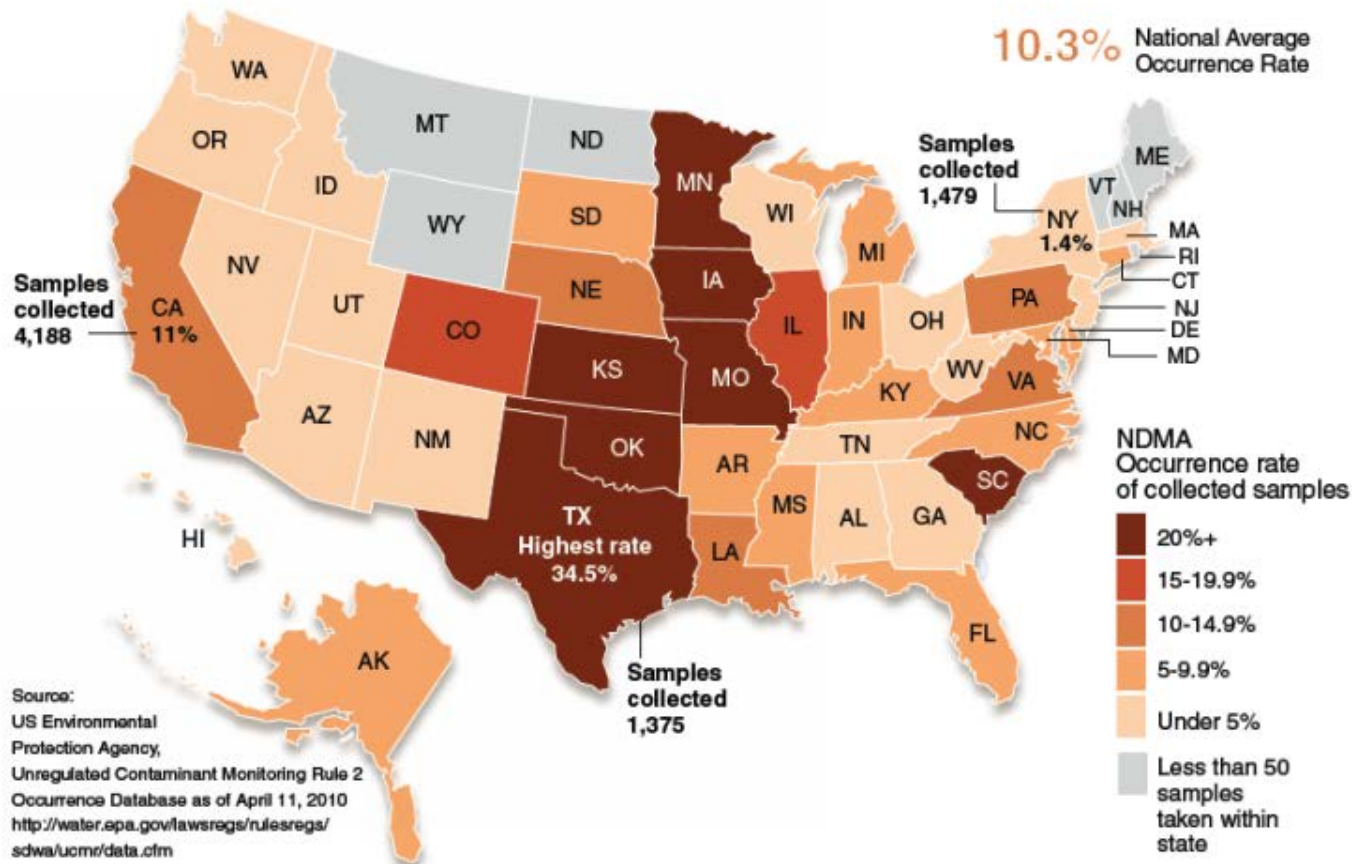 10.3% National Average
Occurrence Rate
WA
OR
ID
MT
ND
MN
WY
SD
WI
MI
Samples
collected
1,479
NY
1.4%
VT
NH
ME
MA
RI
CT
NJ
DE
MD
Samples
collected
4,188
CA
11%
NV
UT
CO
NE
IA
IL
IN
OH
PA
AZ
NM
KS
MO
KY
WV
VA
OK
AR
TN
NC
SC
MS
AL
GA
LA
TX
Highest rate
34.5%
FL
HI
AK
Samples
collected
1,375
NDMA
Occurrence rate
of collected samples
20%+
15-19.9%
10-14.9%
5-9.9%
Under 5%
Less than 50
samples
taken within
state
Source:
US Environmental
Protection Agency,
Unregulated Contaminant Monitoring Rule 2
Occurrence Database as of April 11, 2010
http://water.epa.gov/lawsregs/rulesregs/
sdwa/ucmr/data.cfm